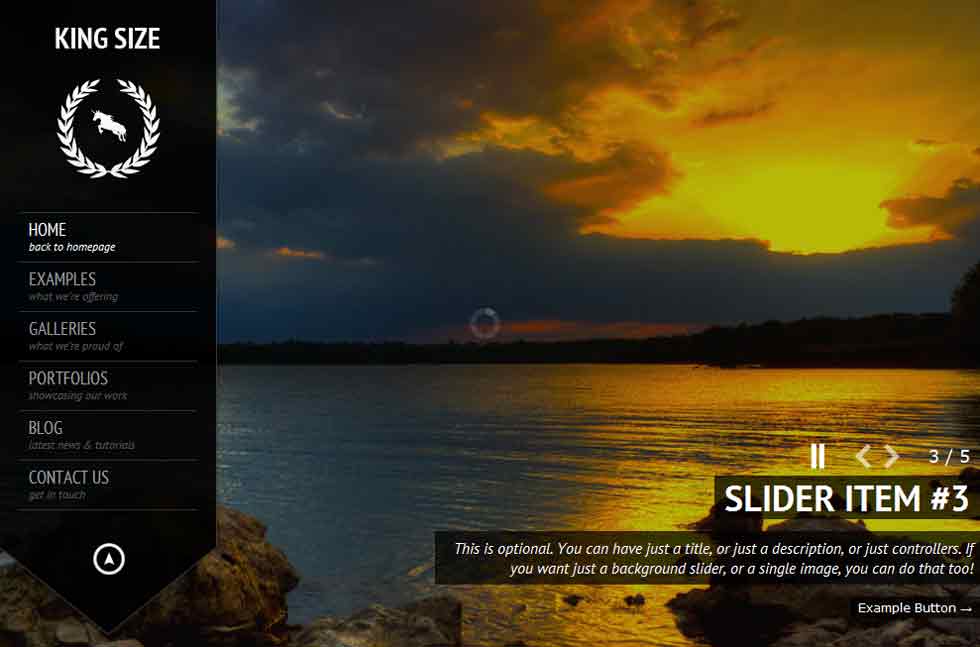 KING SIZE
HOME
back to homepage
EXAMPLES
what we're offering
GALLERIES
what we're proud of
PORTFOLIOS
showcasing our work
BLOG
latest news & tutorials
CONTACT US
get in touch
3 / 5
SLIDER ITEM #3
This is optional. You can have just a title, or just a description, or just controllers. If
you want just a background slider, or a single image, you can do that too!
Example Button →